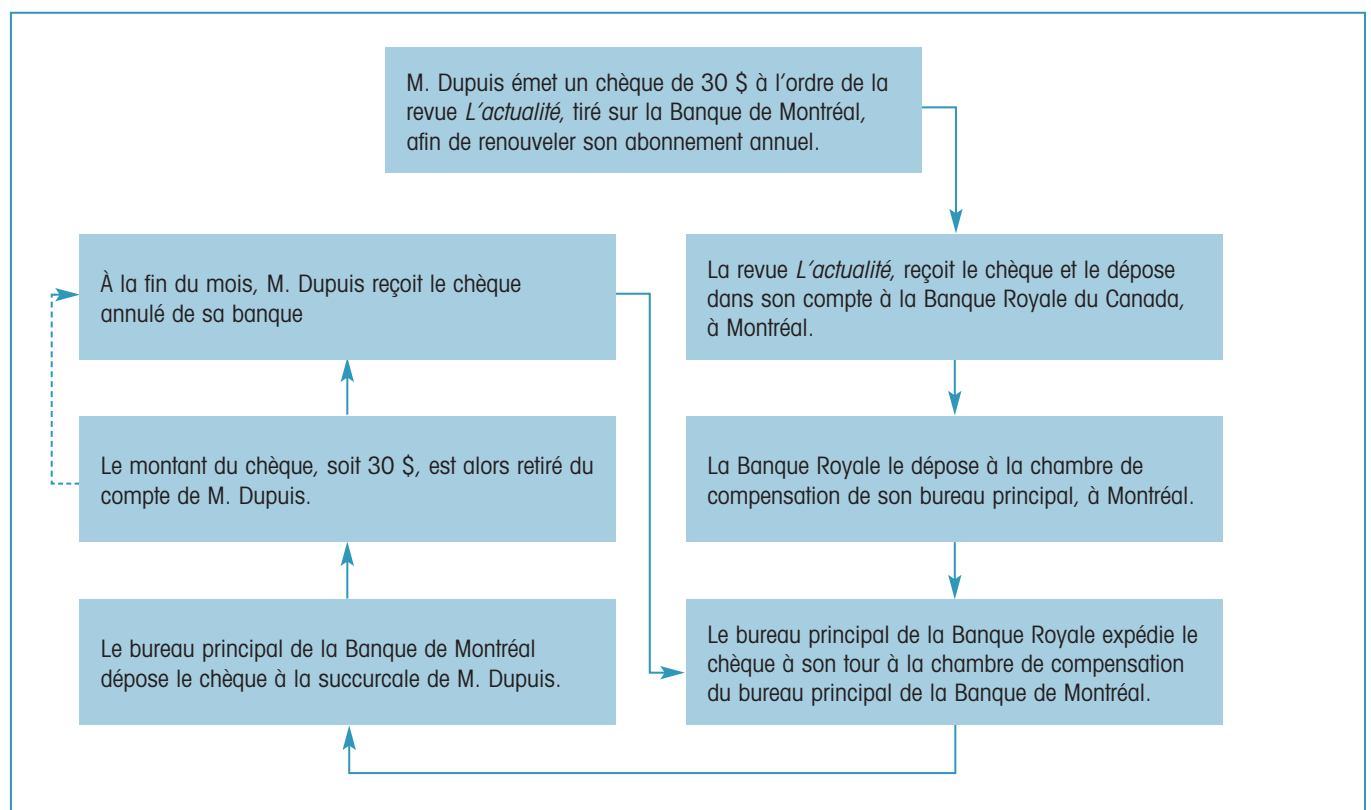 M. Dupuis émet un chèque de 30 $ à l'ordre de la
revue L'actualité, tiré sur la Banque de Montréal,
afin de renouveler son abonnement annuel.
La revue L'actualité, reçoit le chèque et le dépose
dans son compte à la Banque Royale du Canada,
à Montréal.
La Banque Royale le dépose à la chambre de
compensation de son bureau principal, à Montréal.
Le bureau principal de la Banque Royale expédie le
chèque à son tour à la chambre de compensation
du bureau principal de la Banque de Montréal.
Le bureau principal de la Banque de Montréal
dépose le chèque à la succurcale de M. Dupuis.
Le montant du chèque, soit 30 $, est alors retiré du
compte de M. Dupuis.
À la fin du mois, M. Dupuis reçoit le chèque
annulé de sa banque